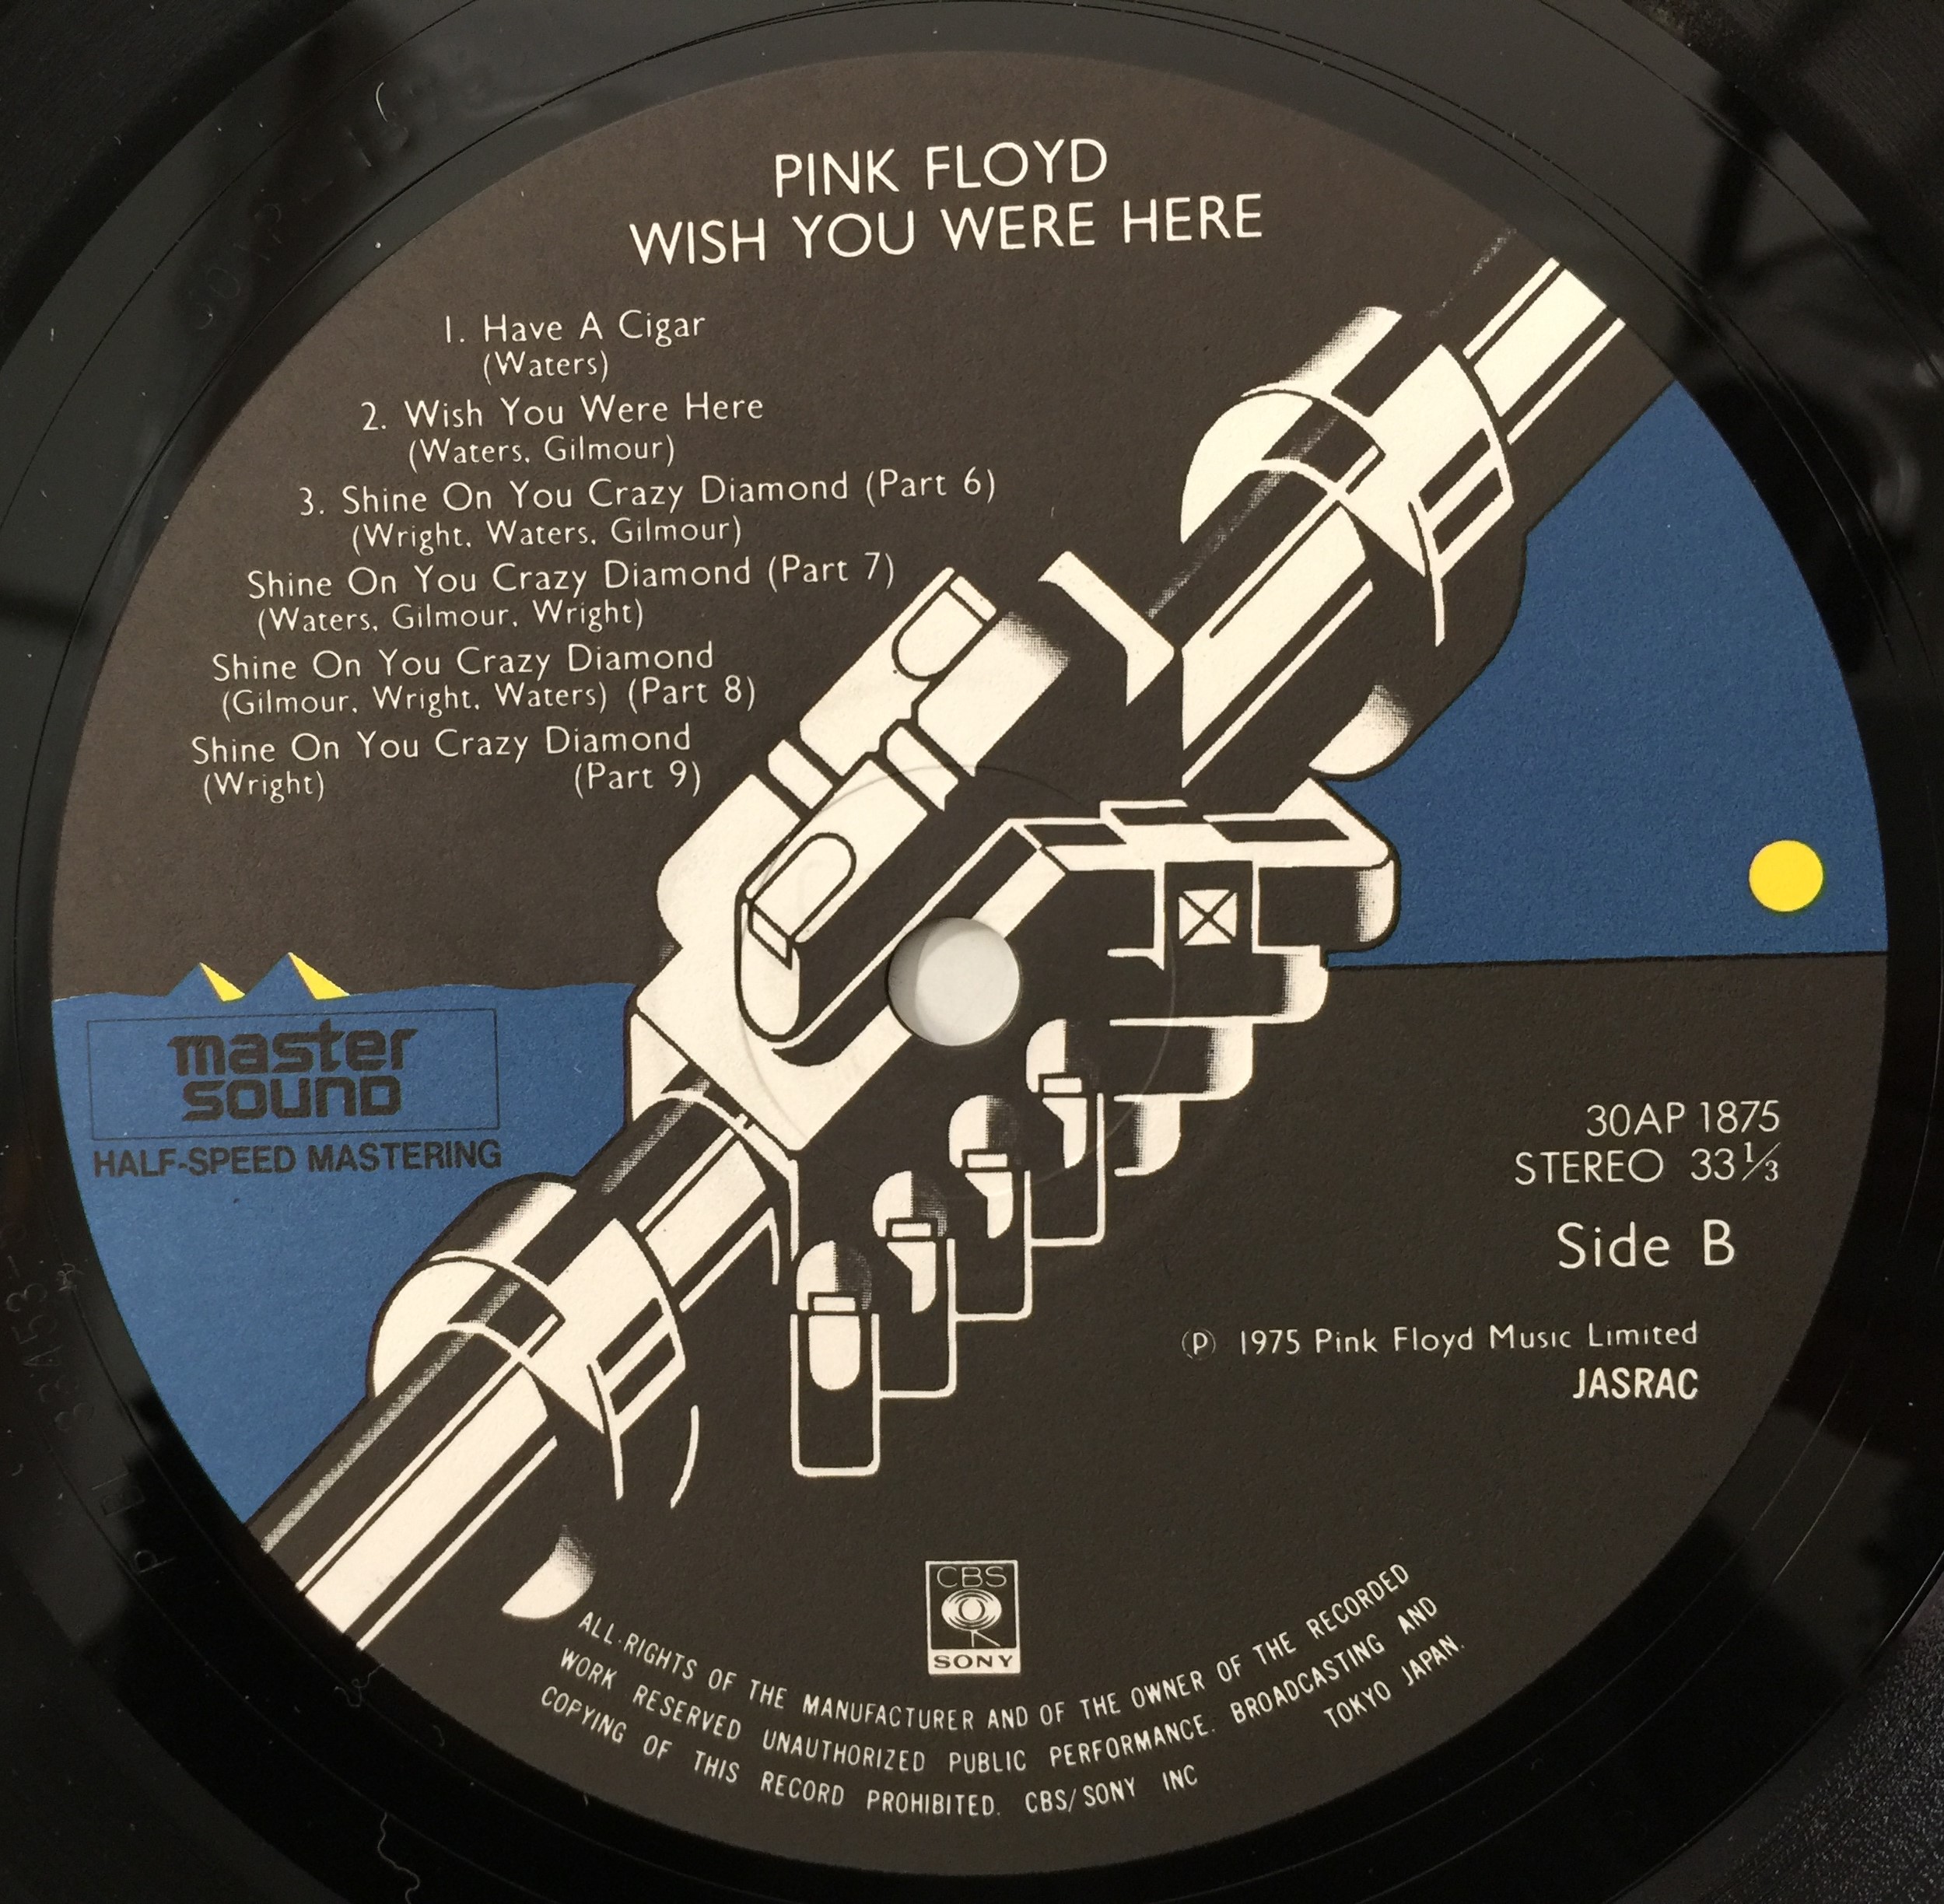 PINK FLOYD
WISH YOU WERE HERE
1. Have A Cigar
(Waters)
2. Wish You Were Here
(Waters, Gilmour)
3. Shine On You Crazy Diamond (Part 6)
(Wright, Waters, Gilmour)
Shine On You Crazy Diamond (Part 7)
(Waters, Gilmour, Wright)
Shine On You Crazy Diamond
(Gilmour, Wright, Waters) (Part 8)
Shine On You Crazy Diamond
(Wright) (Part 9)
master
sound
HALF-SPEED MASTERING
30AP 1875
STEREO 33⅓
Side B
Ⓟ 1975 Pink Floyd Music Limited
JASRAC
CBS
SONY
ALL RIGHTS OF THE MANUFACTURER AND OF THE OWNER OF THE RECORDED
WORK RESERVED UNAUTHORIZED PUBLIC PERFORMANCE. BROADCASTING AND
COPYING OF THIS RECORD PROHIBITED. CBS/SONY INC TOKYO JAPAN.